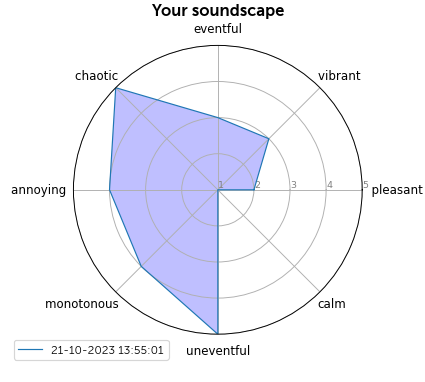 Your soundscape
eventful
chaotic
vibrant
annoying
1 2 3 4 5
pleasant
monotonous
calm
21-10-2023 13:55:01
uneventful